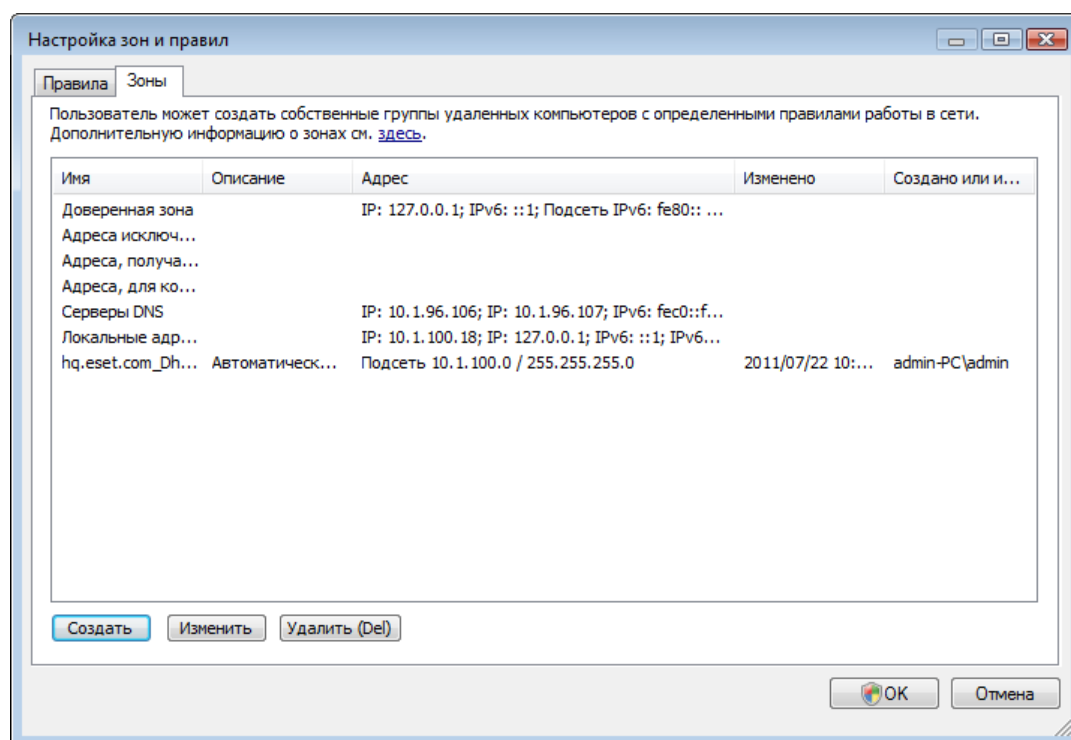 Настройка зон и правил
Правила Зоны
Пользователь может создать собственные группы удаленных компьютеров с определенными правилами работы в сети.
Дополнительную информацию о зонах см. здесь.
Имя Описание Адрес Изменено Создано или и...
Доверенная зона IP: 127.0.0.1; IPv6: ::1; Подсеть IPv6: fe80:: ...
Адреса исключ...
Адреса, получа...
Адреса, для ко...
Серверы DNS IP: 10.1.96.106; IP: 10.1.96.107; IPv6: fec0::f...
Локальные адр... IP: 10.1.100.18; IP: 127.0.0.1; IPv6: ::1; IPv6...
hq.eset.com_Dh... Автоматическ... Подсеть 10.1.100.0 / 255.255.255.0 2011/07/22 10:... admin-PC\admin
Создать Изменить Удалить (Del)
OK Отмена